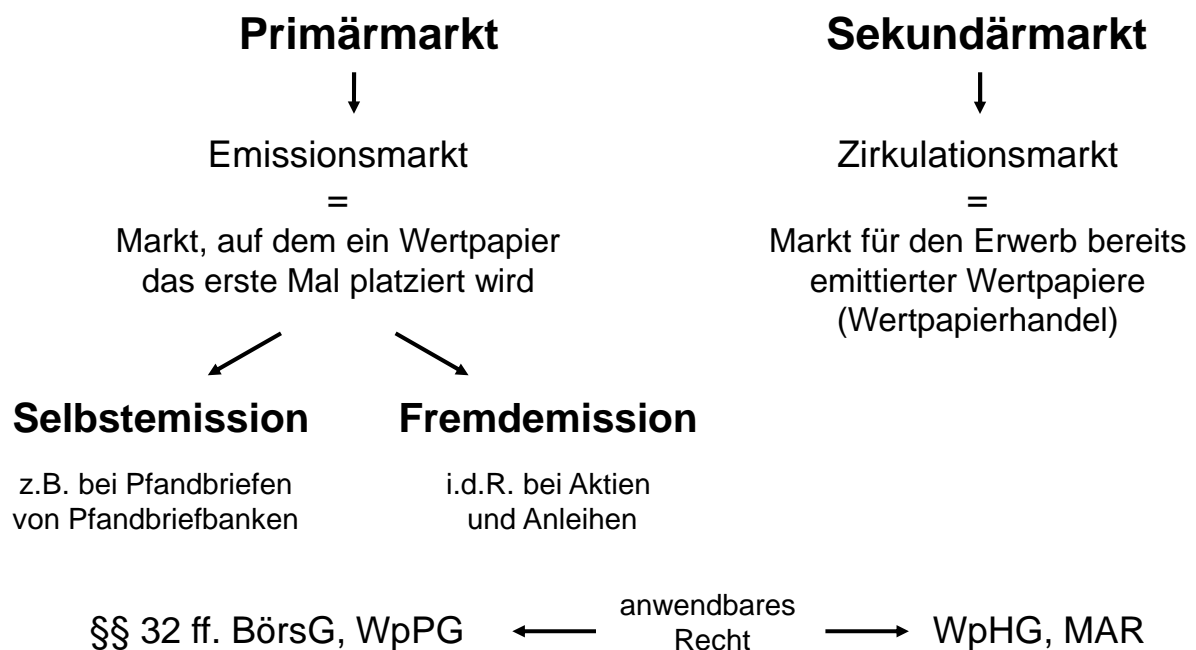 Primärmarkt
Emissionsmarkt
=
Markt, auf dem ein Wertpapier
das erste Mal platziert wird
Sekundärmarkt
Zirkulationsmarkt
=
Markt für den Erwerb bereits
emittierter Wertpapiere
(Wertpapierhandel)
Selbstemission
z.B. bei Pfandbriefen
von Pfandbriefbanken
Fremdemission
i.d.R. bei Aktien
und Anleihen
§§ 32 ff. BörsG, WpPG
anwendbares
Recht
WpHG, MAR